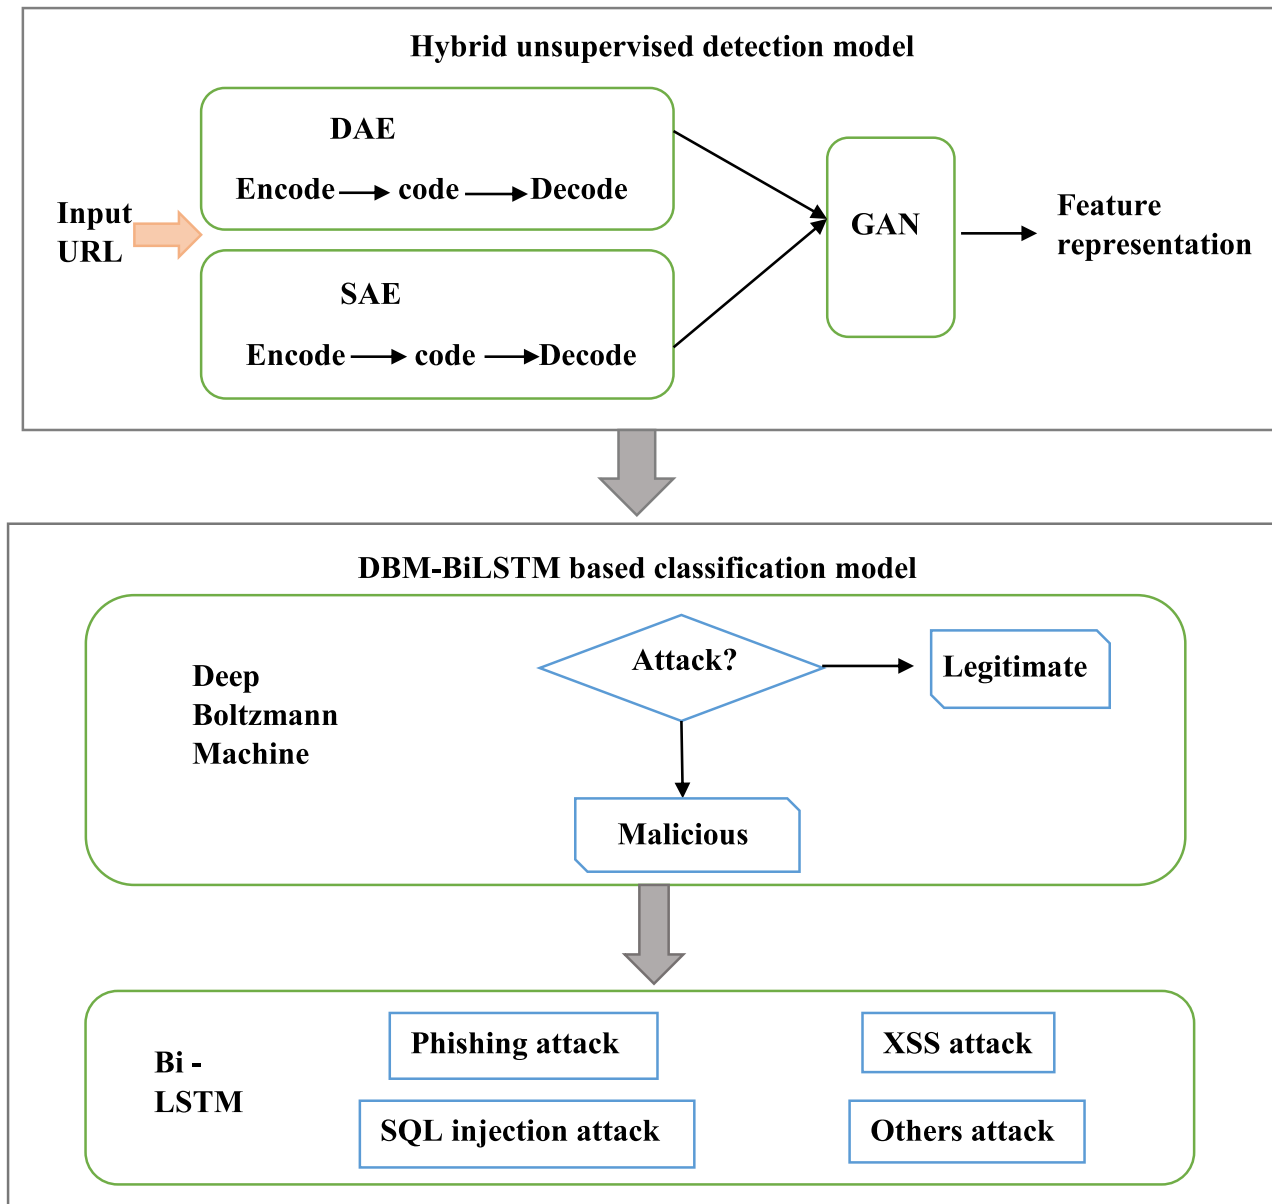 Hybrid unsupervised detection model
DAE
Encode code Decode
Input
URL
SAE
Encode code Decode
GAN
Feature
representation
DBM-BiLSTM based classification model
Deep
Boltzmann
Machine
Attack?
Legitimate
Malicious
Bi -
LSTM
Phishing attack
XSS attack
SQL injection attack
Others attack